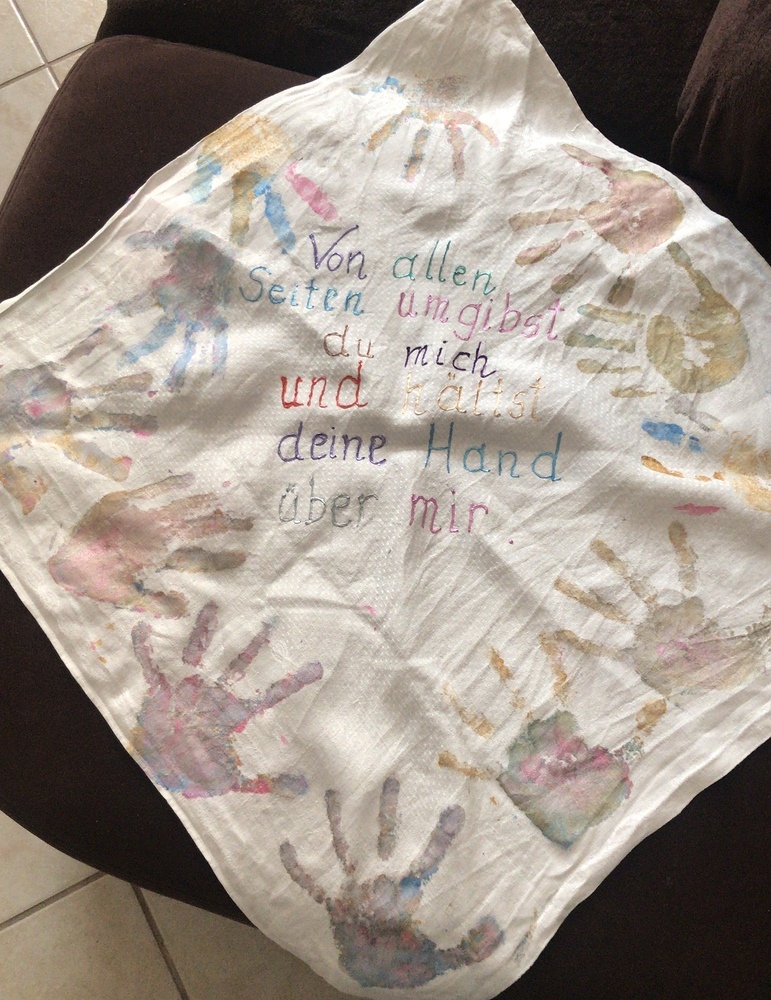 Von allen
Seiten umgibst
du mich
und hältst
deine Hand
über mir.